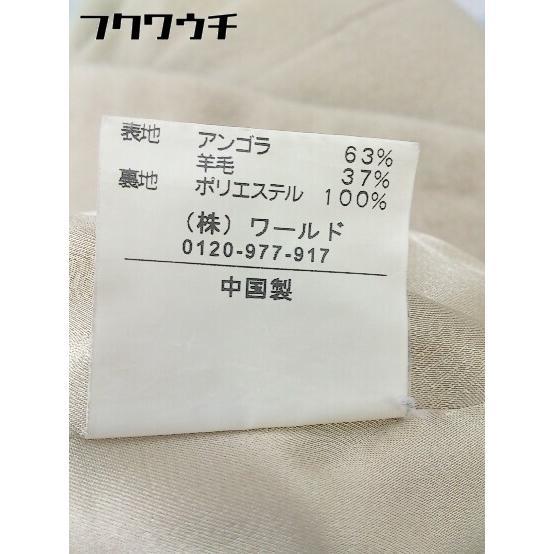 フクワウチ
表地 アンゴラ 63%
羊毛 37%
裏地 ポリエステル 100%
(株)ワールド
0120-977-917
中国製